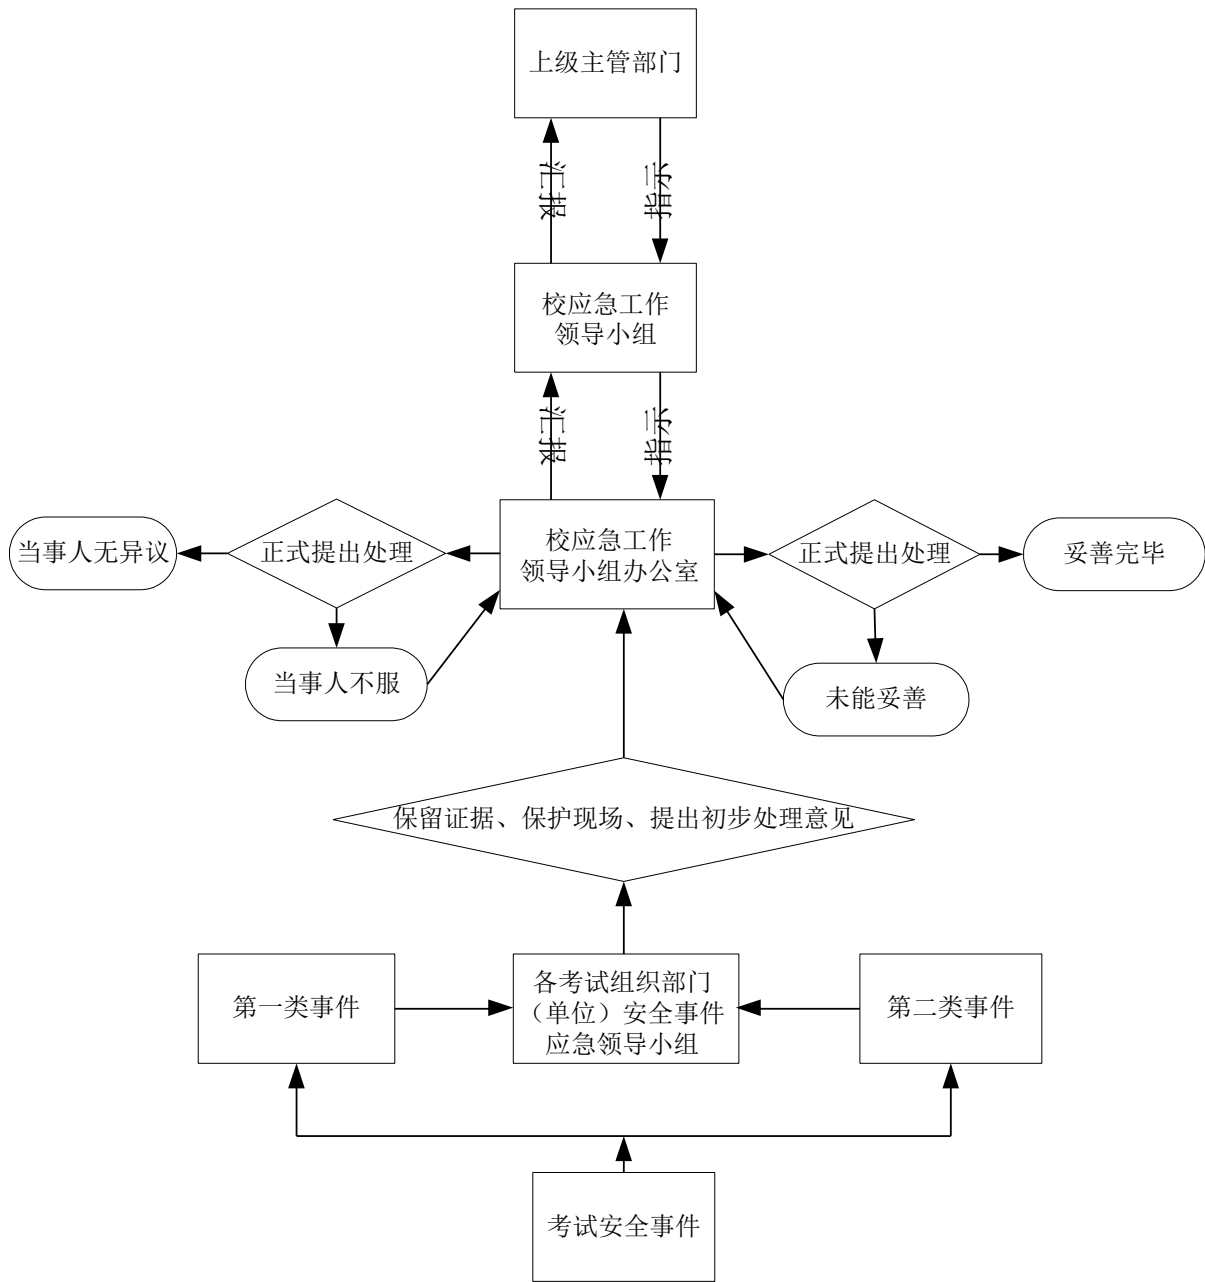 上级主管部门
汇报
指示
校应急工作
领导小组
汇报
指示
当事人无异议
正式提出处理
校应急工作
领导小组办公室
正式提出处理
妥善完毕
当事人不服
未能妥善
保留证据、保护现场、提出初步处理意见
第一类事件
各考试组织部门
（单位）安全事件
应急领导小组
第二类事件
考试安全事件